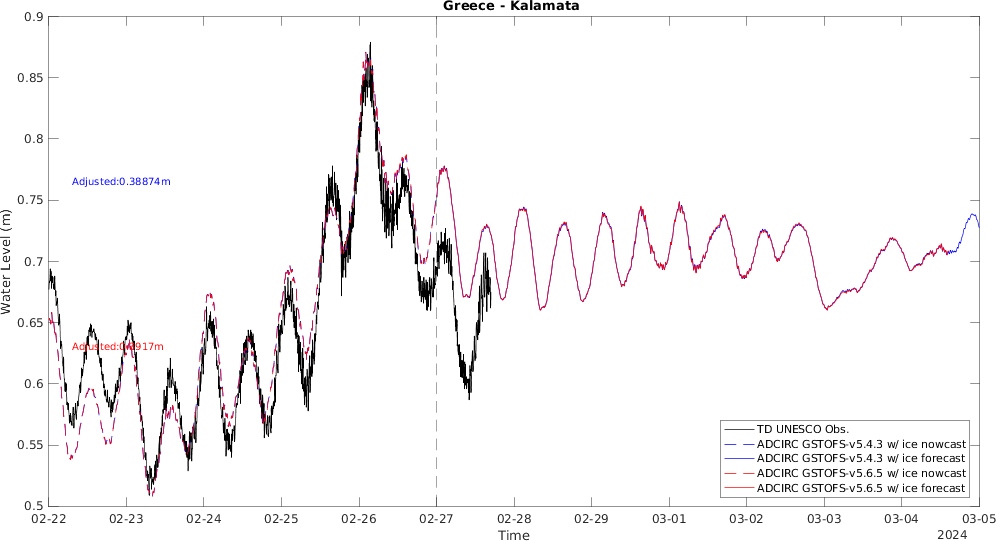 Greece - Kalamata
0.9
0.85
0.8
0.75
0.7
0.65
0.6
0.55
0.5
Water Level (m)
Adjusted:0.38874m
TD UNESCO Obs.
ADCIRC GSTOFS-v5.4.3 w/ ice nowcast
ADCIRC GSTOFS-v5.4.3 w/ ice forecast
ADCIRC GSTOFS-v5.6.5 w/ ice nowcast
ADCIRC GSTOFS-v5.6.5 w/ ice forecast
02-22 02-23 02-24 02-25 02-26 02-27 02-28 02-29 03-01 03-02 03-03 03-04 03-05
Time
2024